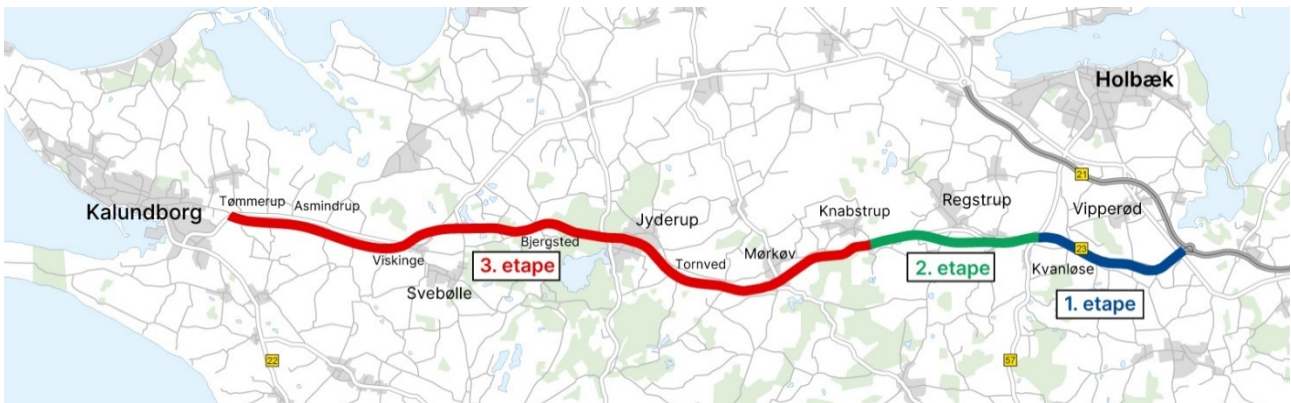 Holbæk
21
Regstrup
Tømmerup
Asmindrup
Kalundborg
Jyderup
Knabstrup
Vipperød
Bjergsted
Mørkøv
23
Viskinge
3. etape
Tornved
2. etape
Kvanløse
Svebølle
1. etape
22
57